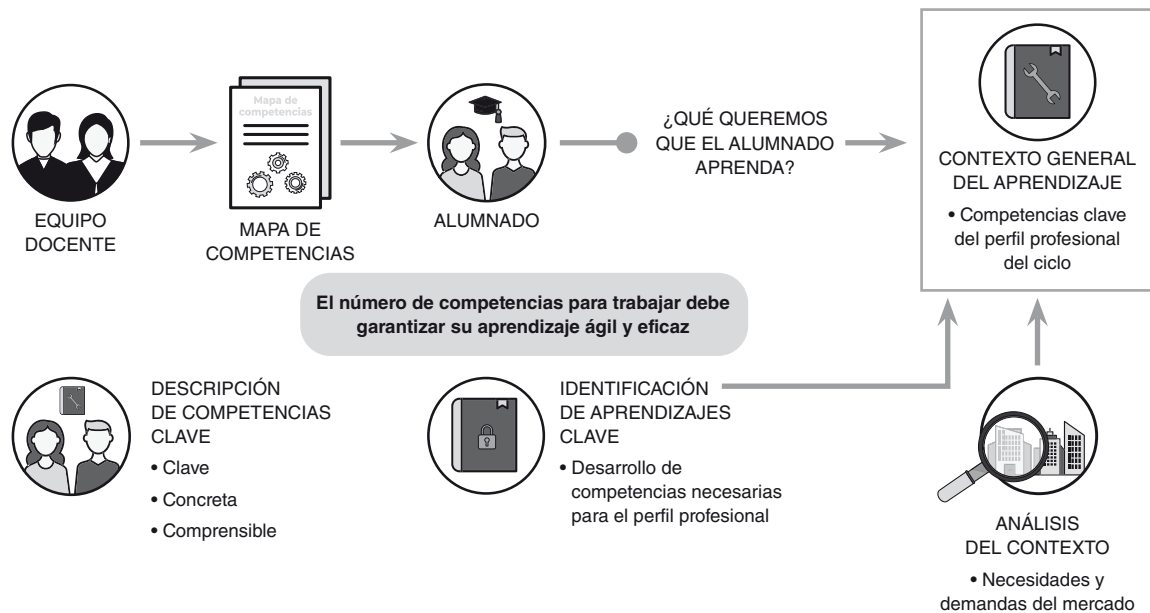 Mapa de
competencias
EQUIPO
DOCENTE
MAPA DE
COMPETENCIAS
ALUMNADO
¿QUÉ QUEREMOS
QUE EL ALUMNADO
APRENDA?
CONTEXTO GENERAL
DEL APRENDIZAJE
• Competencias clave
del perfil profesional
del ciclo
El número de competencias para trabajar debe
garantizar su aprendizaje ágil y eficaz
DESCRIPCIÓN
DE COMPETENCIAS
CLAVE
• Clave
• Concreta
• Comprensible
IDENTIFICACIÓN
DE APRENDIZAJES
CLAVE
• Desarrollo de
competencias necesarias
para el perfil profesional
ANÁLISIS
DEL CONTEXTO
• Necesidades y
demandas del mercado